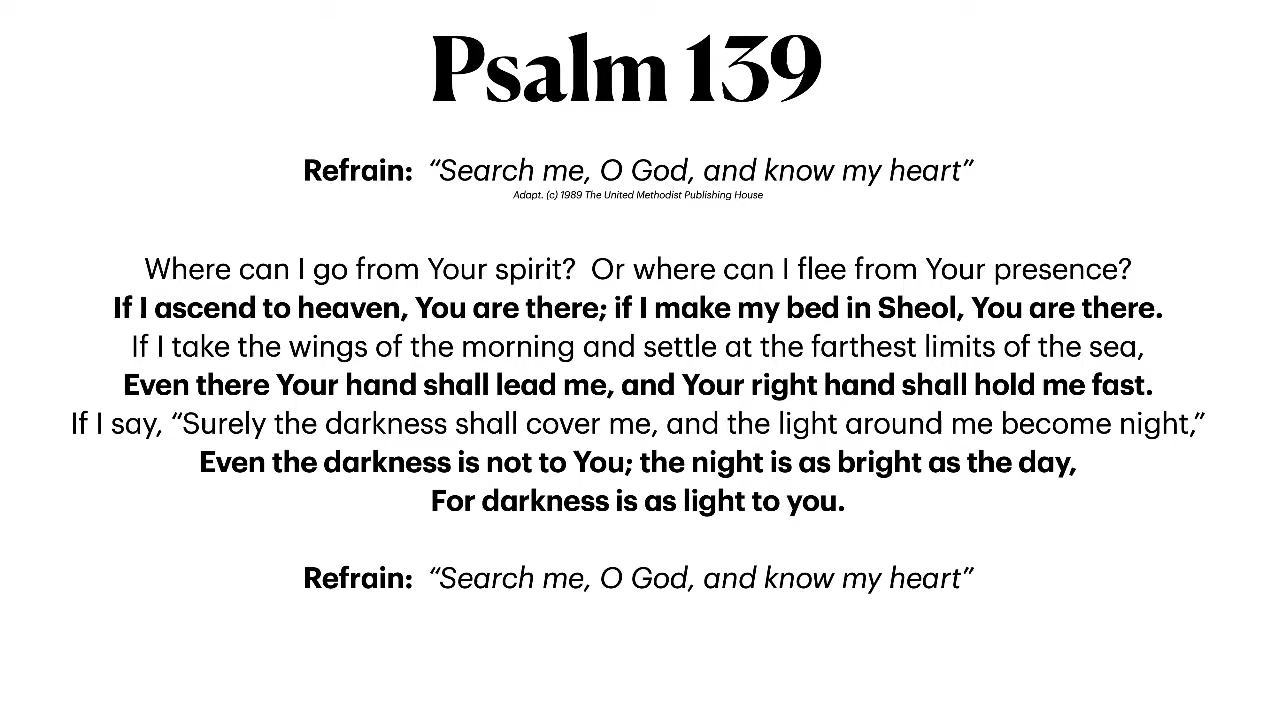 Psalm 139
Refrain: “Search me, O God, and know my heart”
Adapt. (c) 1989 The United Methodist Publishing House
Where can I go from Your spirit? Or where can I flee from Your presence?
If I ascend to heaven, You are there; if I make my bed in Sheol, You are there.
If I take the wings of the morning and settle at the farthest limits of the sea,
Even there Your hand shall lead me, and Your right hand shall hold me fast.
If I say, “Surely the darkness shall cover me, and the light around me become night,”
Even the darkness is not to You; the night is as bright as the day,
For darkness is as light to you.
Refrain: “Search me, O God, and know my heart”